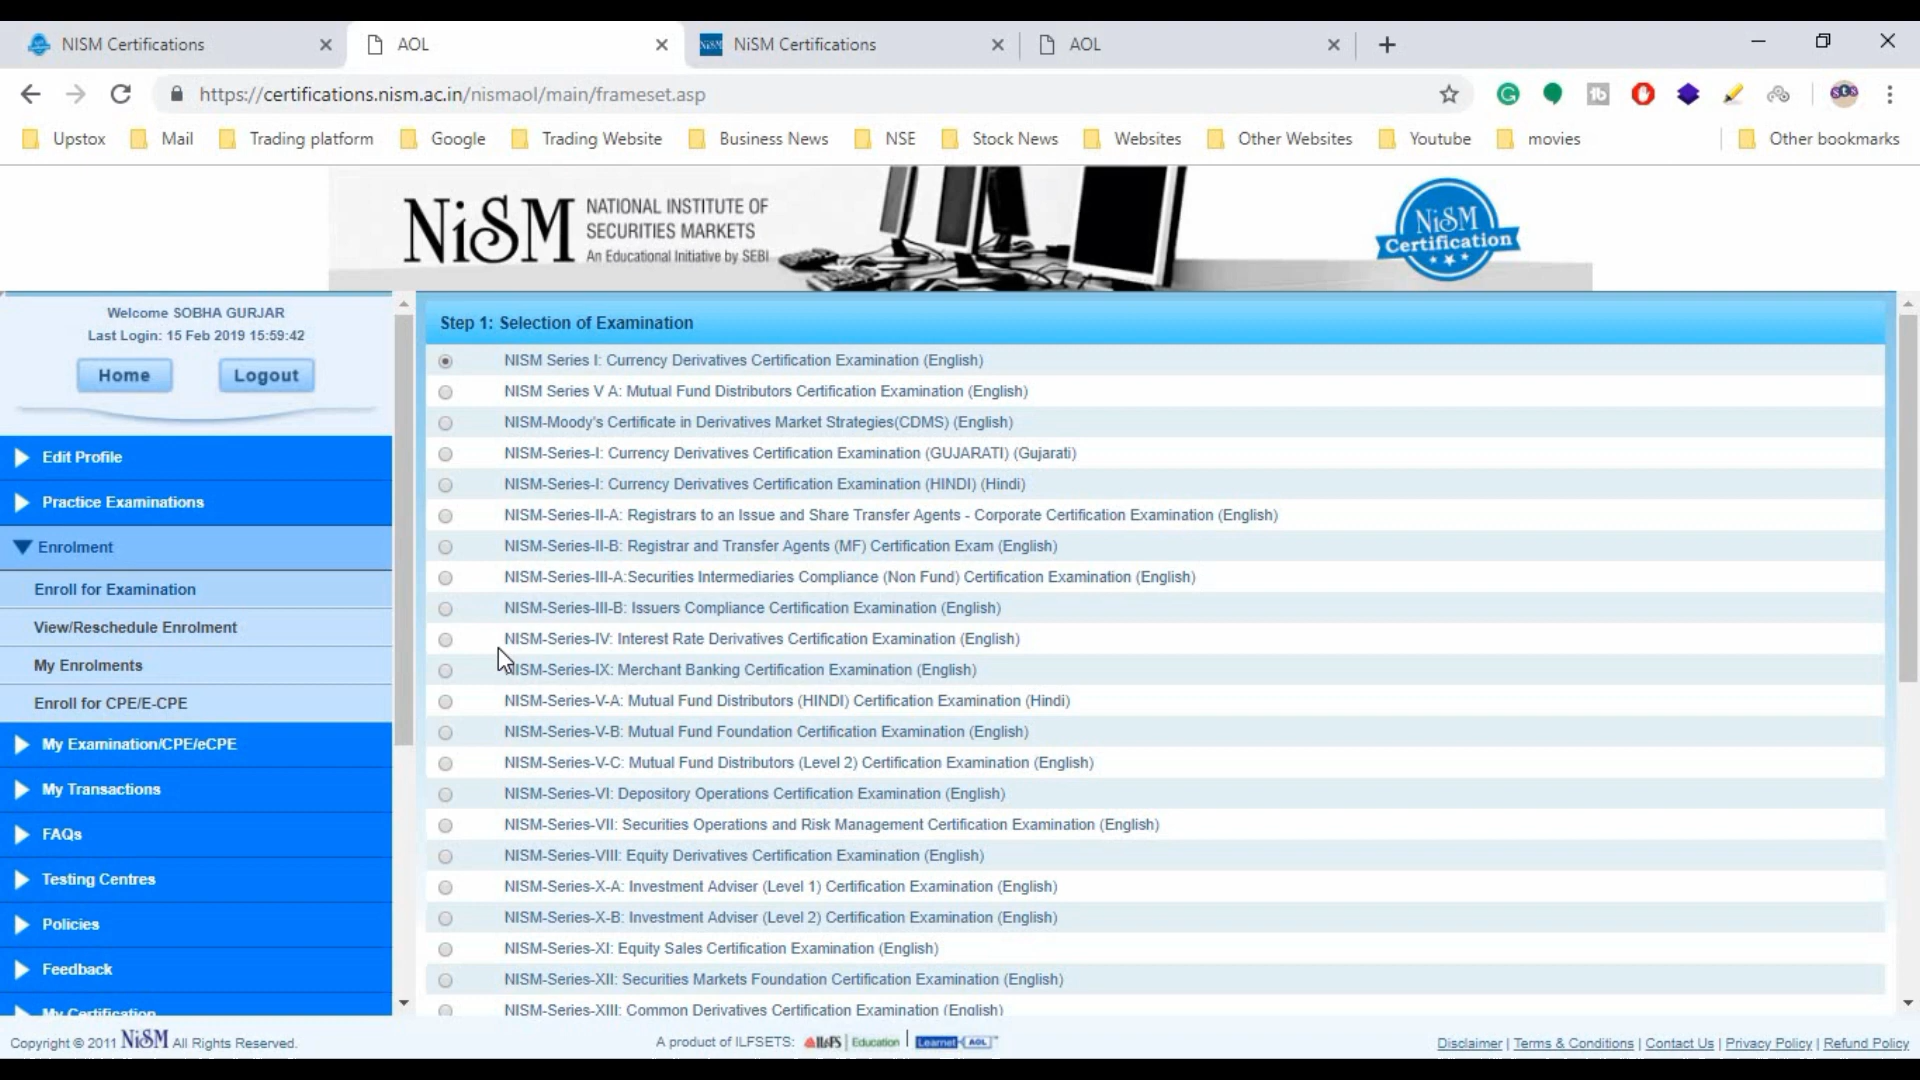 NISM Certifications
AOL
NiSM Certifications
AOL
https://certifications.nism.ac.in/nismaol/main/frameset.asp
Upstox
Mail
Trading platform
Google
Trading Website
Business News
NSE
Stock News
Websites
Other Websites
Youtube
movies
Other bookmarks
NiSM
NATIONAL INSTITUTE OF
SECURITIES MARKETS
An Educational Initiative by SEBI
NiSM
Certification
Welcome SOBHA GURJAR
Last Login: 15 Feb 2019 15:59:42
Home
Logout
Edit Profile
Practice Examinations
Enrolment
Enroll for Examination
View/Reschedule Enrolment
My Enrolments
Enroll for CPE/E-CPE
My Examination/CPE/eCPE
My Transactions
FAQs
Testing Centres
Policies
Feedback
My Certification
Step 1: Selection of Examination
NISM Series I: Currency Derivatives Certification Examination (English)
NISM Series V A: Mutual Fund Distributors Certification Examination (English)
NISM-Moody's Certificate in Derivatives Market Strategies(CDMS) (English)
NISM-Series-I: Currency Derivatives Certification Examination (GUJARATI) (Gujarati)
NISM-Series-I: Currency Derivatives Certification Examination (HINDI) (Hindi)
NISM-Series-II-A: Registrars to an Issue and Share Transfer Agents - Corporate Certification Examination (English)
NISM-Series-II-B: Registrar and Transfer Agents (MF) Certification Exam (English)
NISM-Series-III-A:Securities Intermediaries Compliance (Non Fund) Certification Examination (English)
NISM-Series-III-B: Issuers Compliance Certification Examination (English)
NISM-Series-IV: Interest Rate Derivatives Certification Examination (English)
NISM-Series-IX: Merchant Banking Certification Examination (English)
NISM-Series-V-A: Mutual Fund Distributors (HINDI) Certification Examination (Hindi)
NISM-Series-V-B: Mutual Fund Foundation Certification Examination (English)
NISM-Series-V-C: Mutual Fund Distributors (Level 2) Certification Examination (English)
NISM-Series-VI: Depository Operations Certification Examination (English)
NISM-Series-VII: Securities Operations and Risk Management Certification Examination (English)
NISM-Series-VIII: Equity Derivatives Certification Examination (English)
NISM-Series-X-A: Investment Adviser (Level 1) Certification Examination (English)
NISM-Series-X-B: Investment Adviser (Level 2) Certification Examination (English)
NISM-Series-XI: Equity Sales Certification Examination (English)
NISM-Series-XII: Securities Markets Foundation Certification Examination (English)
NISM-Series-XIII: Common Derivatives Certification Examination (English)
Copyright © 2011 NiSM All Rights Reserved.
A product of ILFSETS: IL&FS | Education | Learnet AOL
Disclaimer | Terms & Conditions | Contact Us | Privacy Policy | Refund Policy